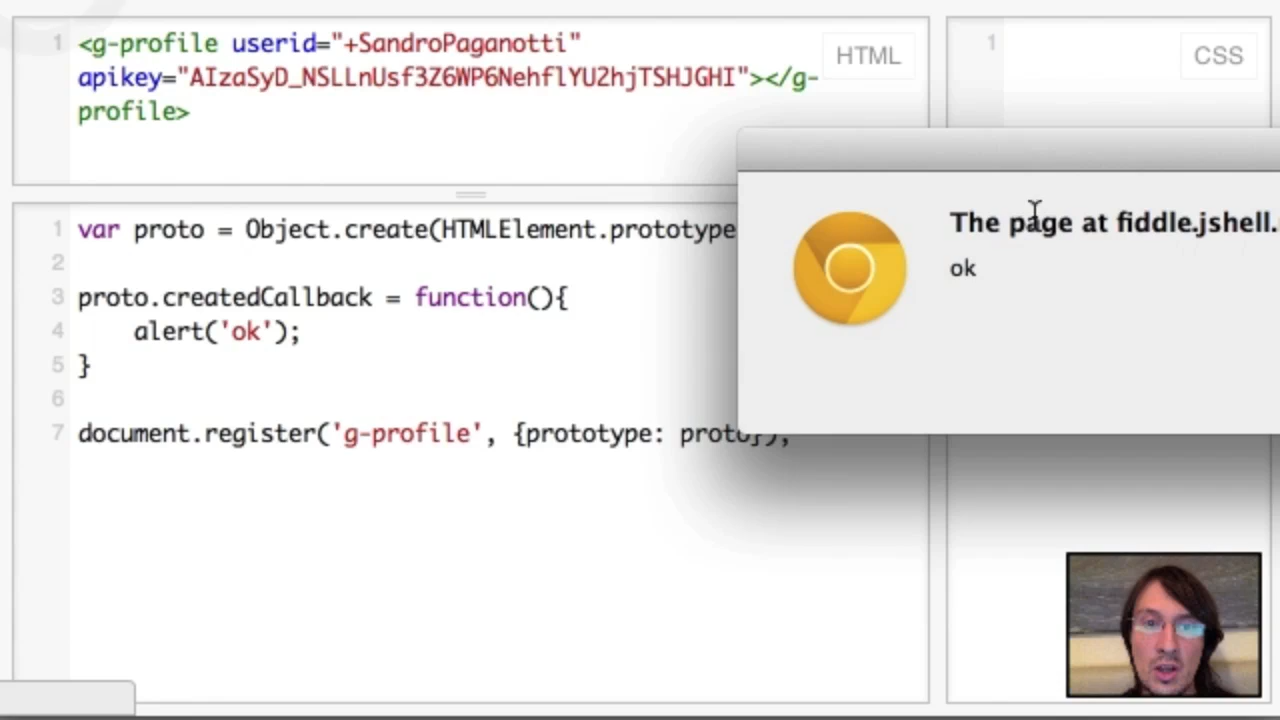 1 <g-profile userid="+SandroPaganotti"
apikey="AIzaSyD_NSLLnUsf3Z6WP6NehflYU2hjTSHJGHI"></g-
profile>
HTML
1
CSS
1 var proto = Object.create(HTMLElement.prototype
2
3 proto.createdCallback = function(){
4 alert('ok');
5 }
6
7 document.register('g-profile', {prototype: proto});
The page at fiddle.jshell.
ok